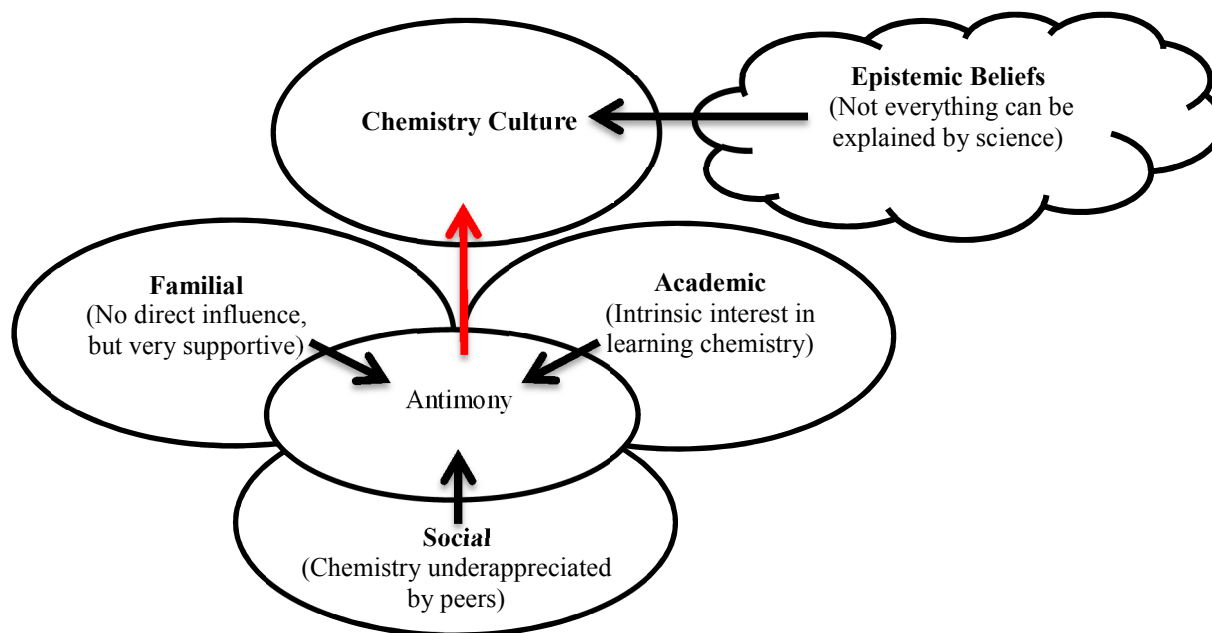 Chemistry Culture
Epistemic Beliefs
(Not everything can be
explained by science)
Familial
(No direct influence,
but very supportive)
Academic
(Intrinsic interest in
learning chemistry)
Antimony
Social
(Chemistry underappreciated
by peers)